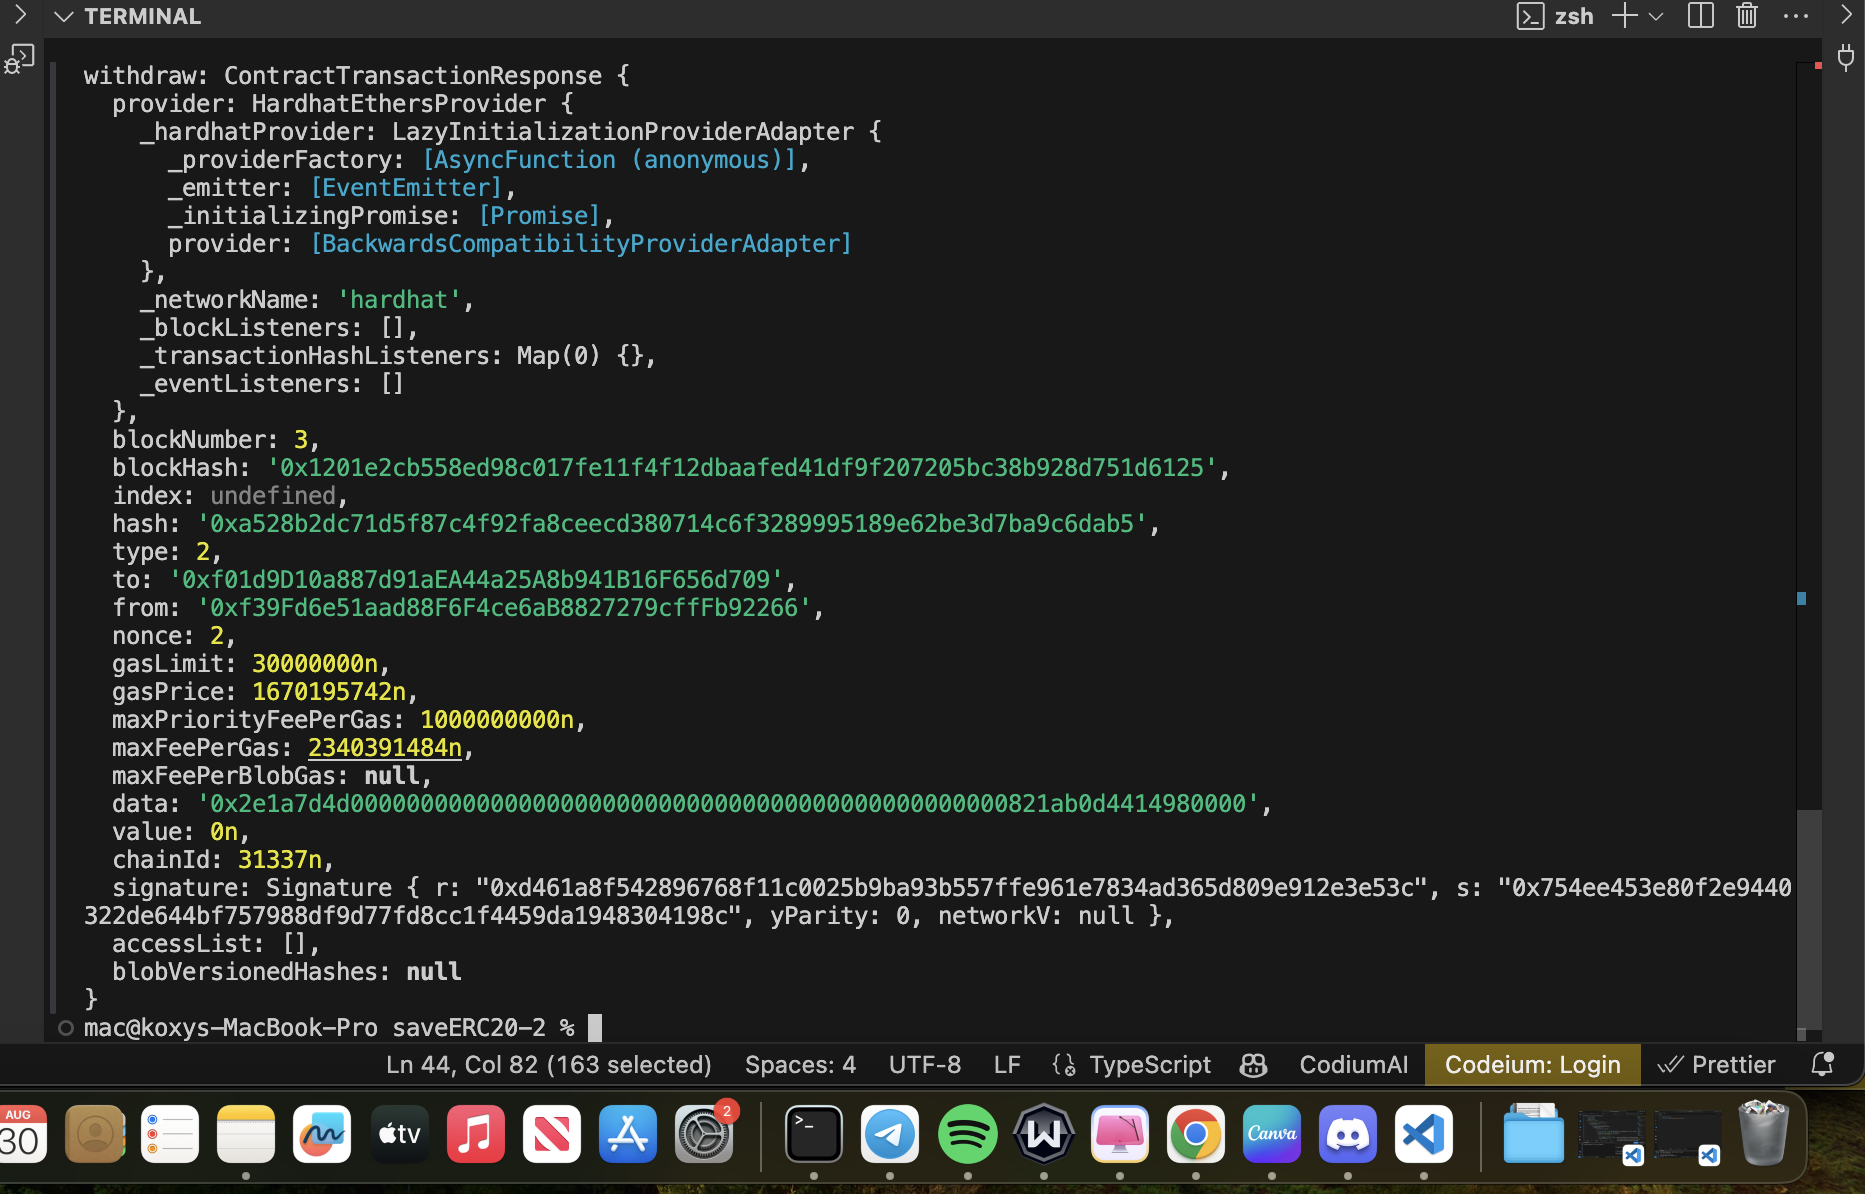 TERMINAL
zsh
withdraw: ContractTransactionResponse {
provider: HardhatEthersProvider {
_hardhatProvider: LazyInitializationProviderAdapter {
_providerFactory: [AsyncFunction (anonymous)],
_emitter: [EventEmitter],
_initializingPromise: [Promise],
provider: [BackwardsCompatibilityProviderAdapter]
},
_networkName: 'hardhat',
_blockListeners: [],
_transactionHashListeners: Map(0) {},
_eventListeners: []
},
blockNumber: 3,
blockHash: '0x1201e2cb558ed98c017fe11f4f12dbaafed41df9f207205bc38b928d751d6125',
index: undefined,
hash: '0xa528b2dc71d5f87c4f92fa8ceecd380714c6f3289995189e62be3d7ba9c6dab5',
type: 2,
to: '0xf01d9D10a887d91aEA44a25A8b941B16F656d709',
from: '0xf39Fd6e51aad88F6F4ce6aB8827279cffFb92266',
nonce: 2,
gasLimit: 30000000n,
gasPrice: 1670195742n,
maxPriorityFeePerGas: 1000000000n,
maxFeePerGas: 2340391484n,
maxFeePerBlobGas: null,
data: '0x2e1a7d4d000000000000000000000000000000000000000000000000821ab0d4414980000',
value: 0n,
chainId: 31337n,
signature: Signature { r: "0xd461a8f542896768f11c0025b9ba93b557ffe961e7834ad365d809e912e3e53c", s: "0x754ee453e80f2e9440
322de644bf757988df9d77fd8cc1f4459da1948304198c", yParity: 0, networkV: null },
accessList: [],
blobVersionedHashes: null
}
mac@koxys-MacBook-Pro saveERC20-2 %
Ln 44, Col 82 (163 selected) Spaces: 4 UTF-8 LF TypeScript CodiumAI Codeium: Login Prettier
AUG
30
tv
2
Canva